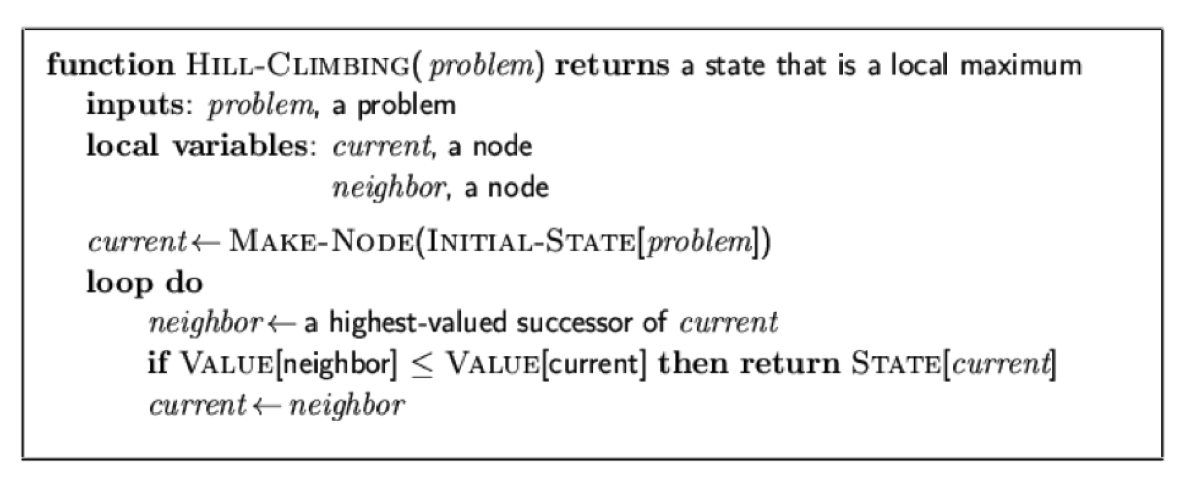 function HILL-CLIMBING( problem) returns a state that is a local maximum
inputs: problem, a problem
local variables: current, a node
neighbor, a node
current ← MAKE-NODE(INITIAL-STATE[problem])
loop do
neighbor ← a highest-valued successor of current
if VALUE[neighbor] ≤ VALUE[current] then return STATE[current]
current ← neighbor